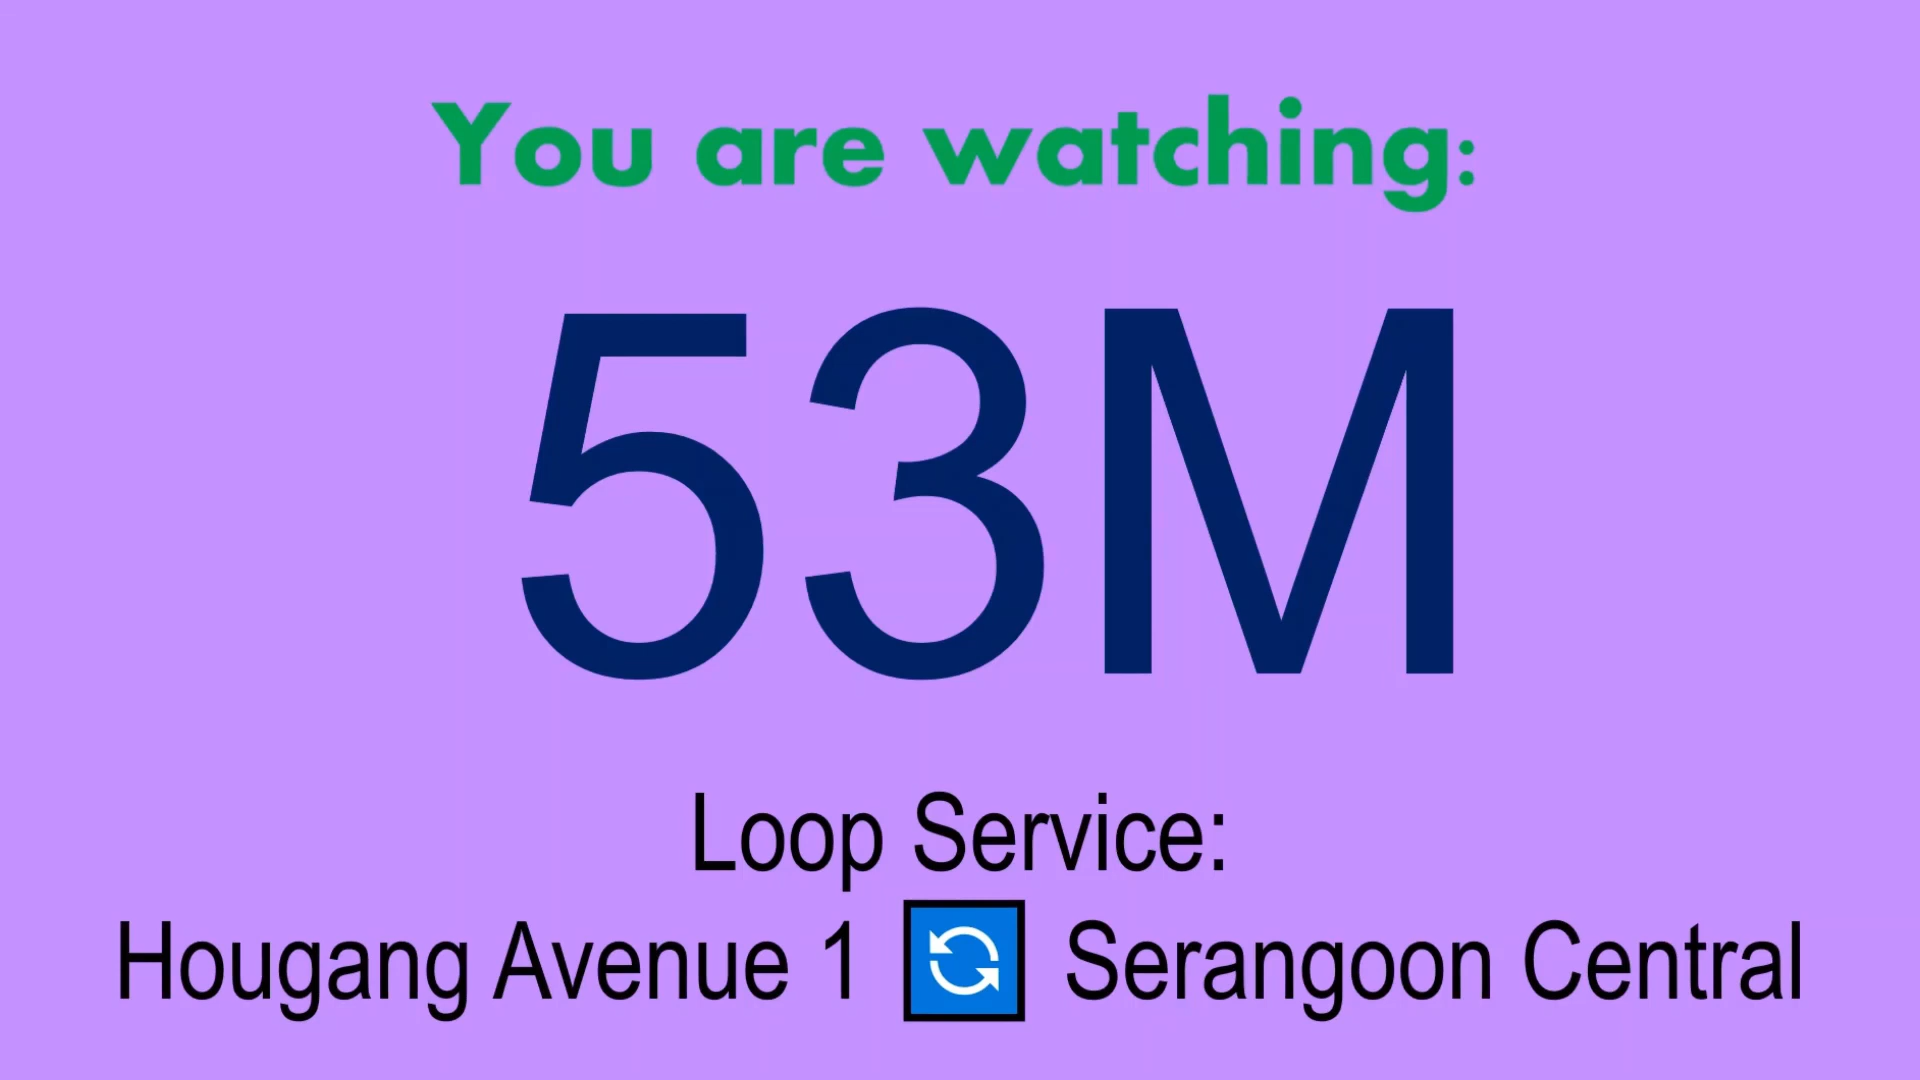 You are watching:
53M
Loop Service:
Hougang Avenue 1 🔄 Serangoon Central